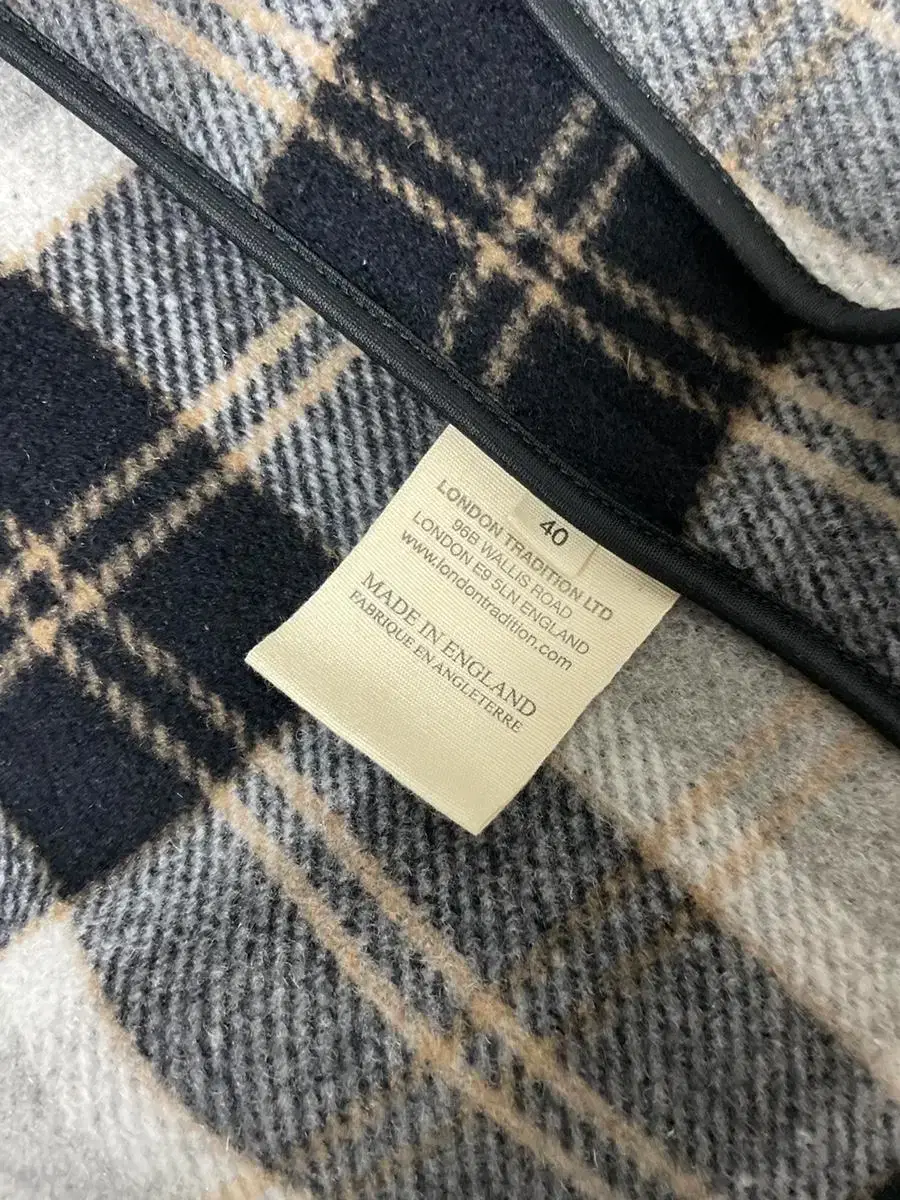 40
LONDON TRADITION LTD
96B WALLIS ROAD
LONDON E9 5LN ENGLAND
www.londontradition.com
MADE IN ENGLAND
FABRIQUE EN ANGLETERRE